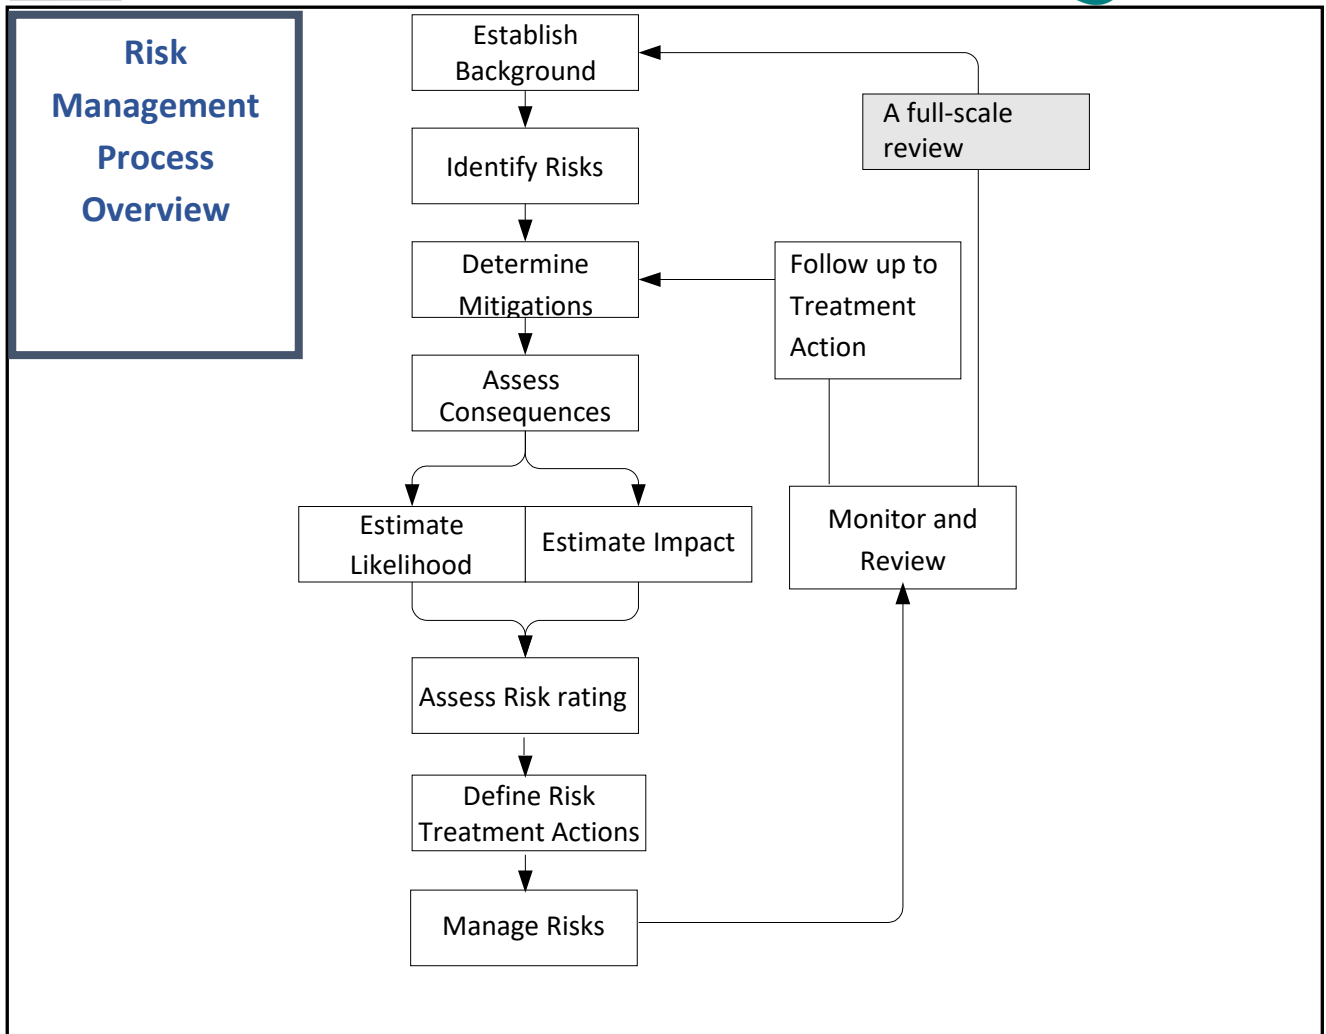 Risk
Management
Process
Overview
Establish
Background
A full-scale
review
Identify Risks
Determine
Mitigations
Follow up to
Treatment
Action
Assess
Consequences
Estimate
Likelihood
Estimate Impact
Monitor and
Review
Assess Risk rating
Define Risk
Treatment Actions
Manage Risks